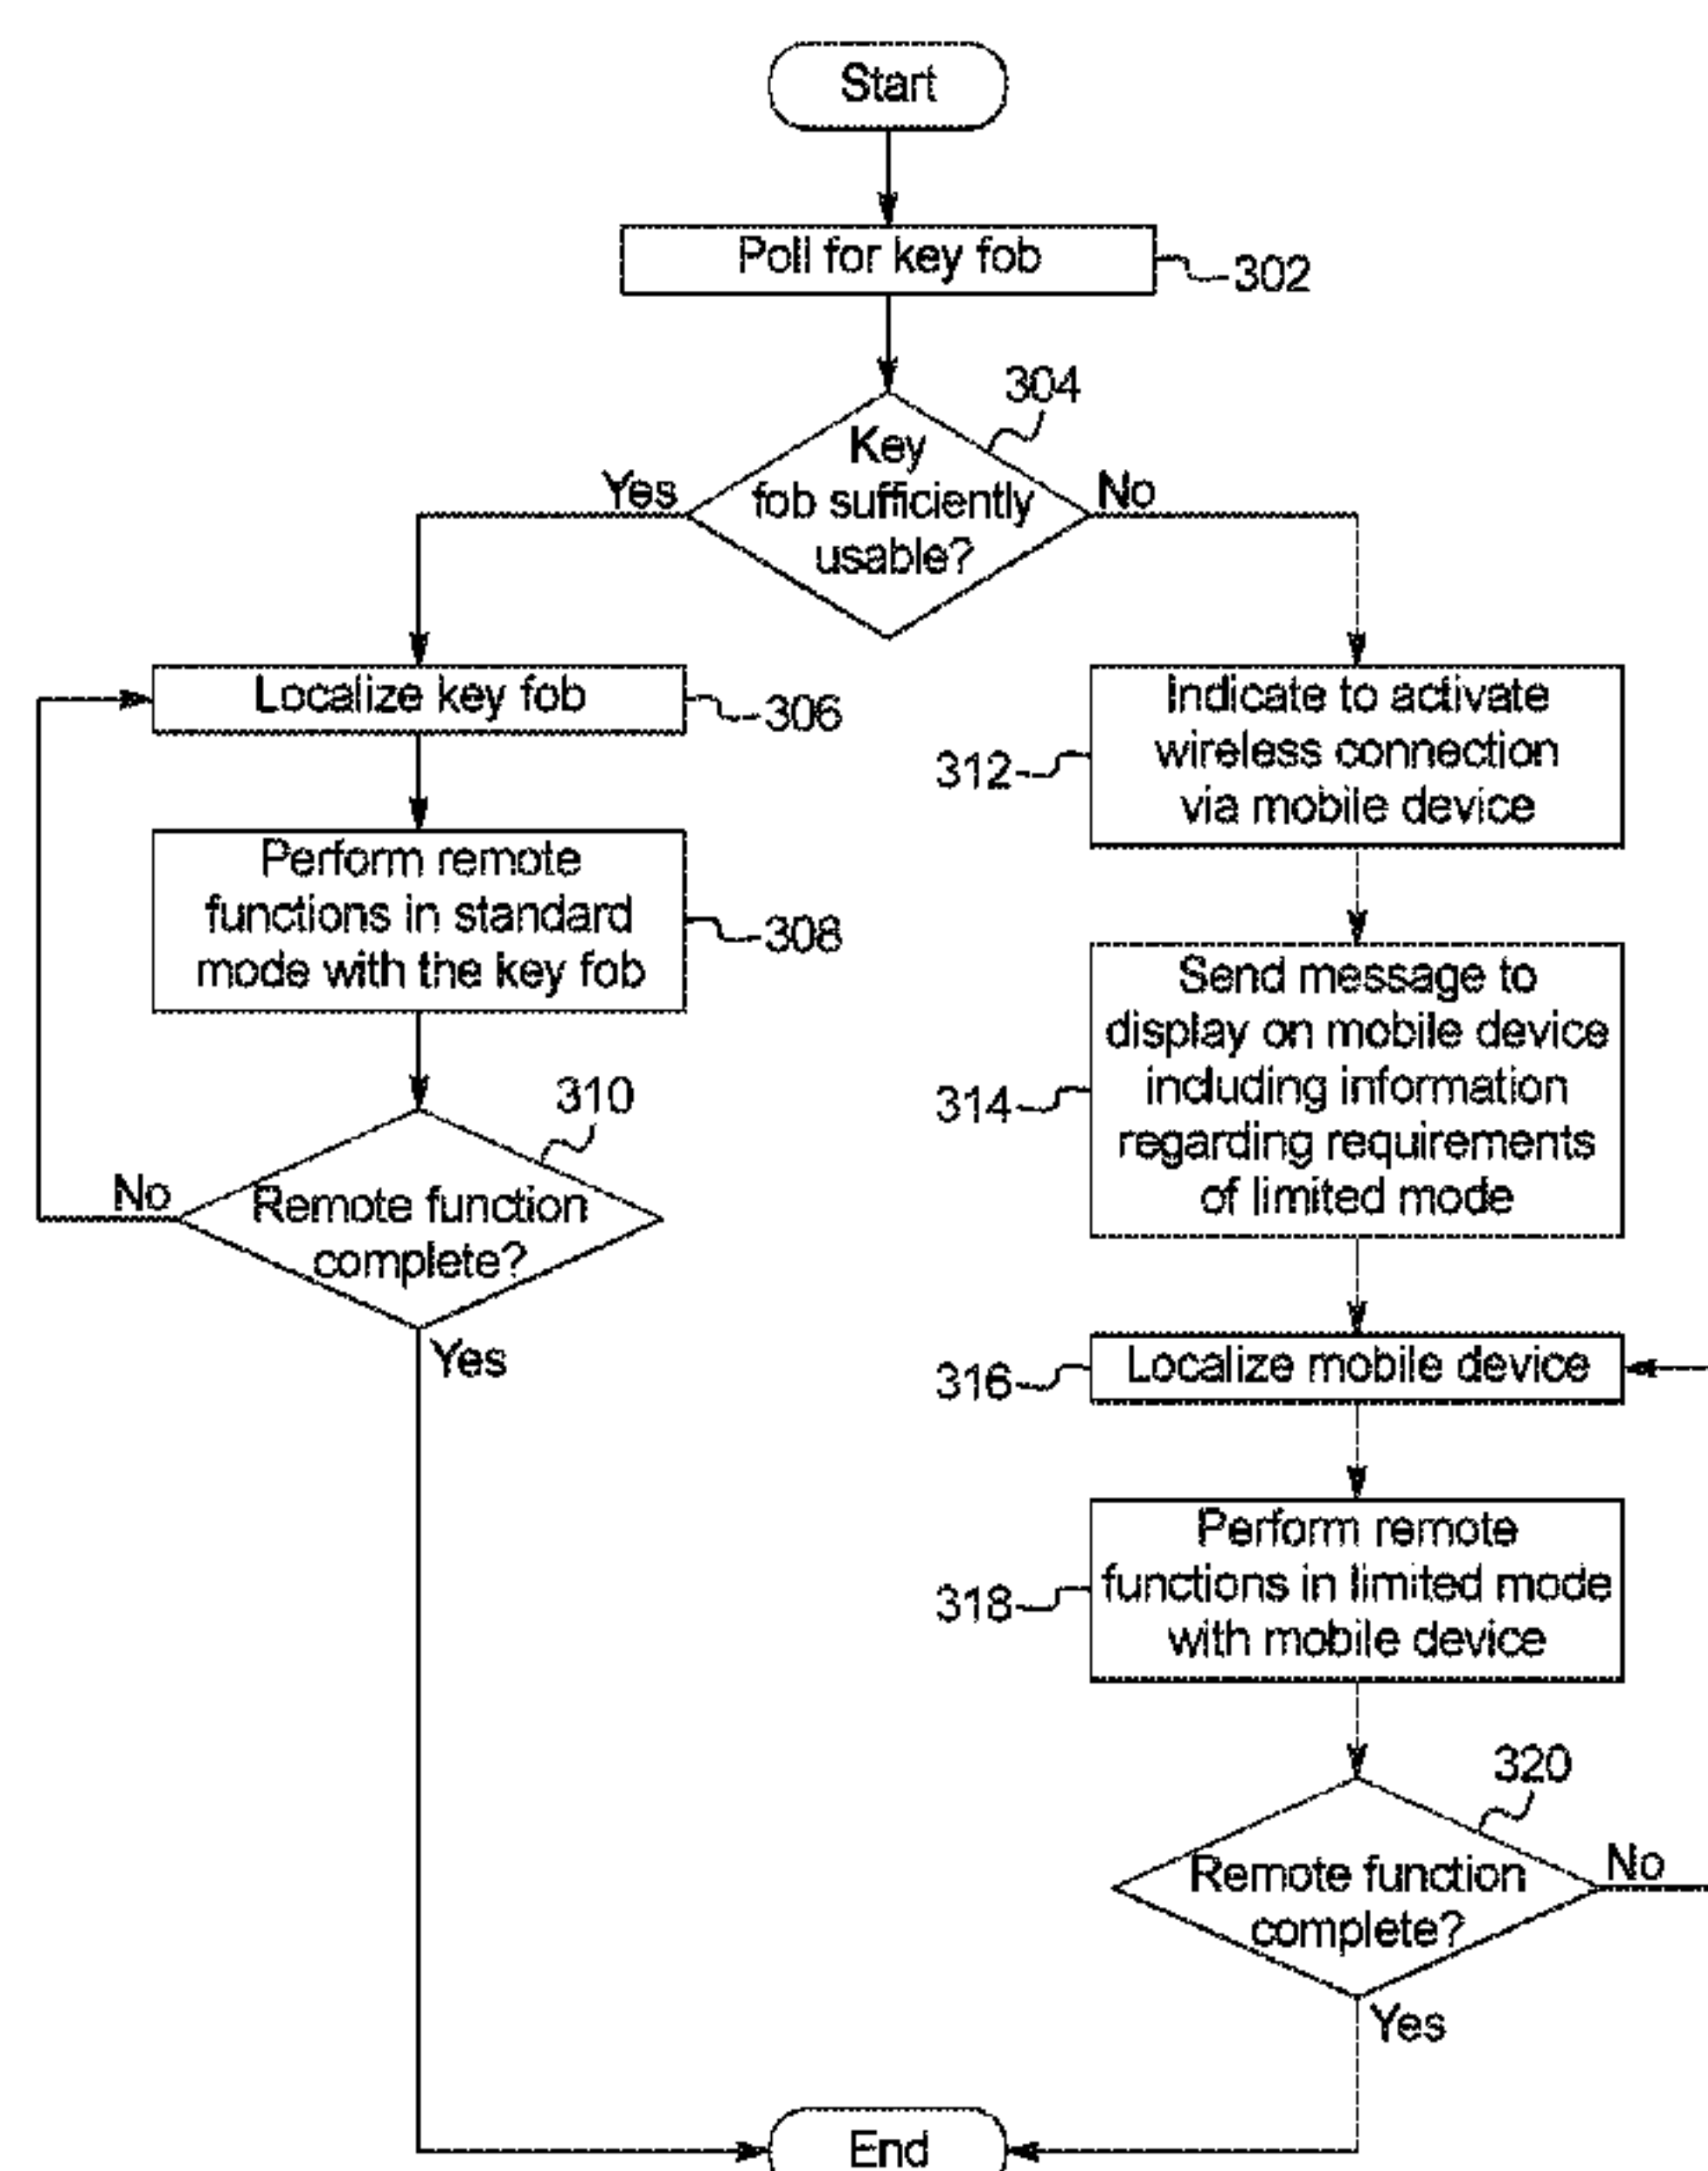 Start
Poll for key fob
302
304
Key
fob sufficiently
usable?
Yes
No
Localize key fob
306
Perform remote
functions in standard
mode with the key fob
308
310
Remote function
complete?
No
Yes
Indicate to activate
wireless connection
via mobile device
312
Send message to
display on mobile device
including information
regarding requirements
of limited mode
314
Localize mobile device
316
Perform remote
functions in limited mode
with mobile device
318
320
Remote function
complete?
No
Yes
End